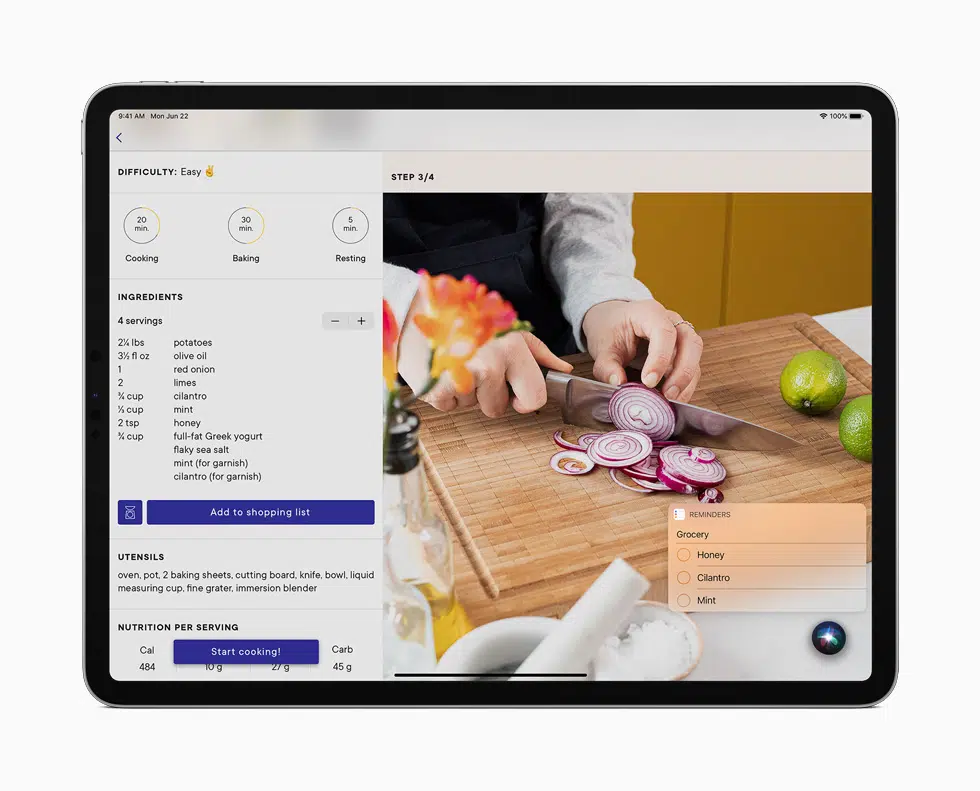 9:41 AM Mon Jun 22
100%
DIFFICULTY: Easy ✌️
20 min.
Cooking
30 min.
Baking
5 min.
Resting
INGREDIENTS
4 servings
− +
2¼ lbs potatoes
3½ fl oz olive oil
1 red onion
2 limes
¾ cup cilantro
⅓ cup mint
2 tsp honey
¾ cup full-fat Greek yogurt
flaky sea salt
mint (for garnish)
cilantro (for garnish)
Add to shopping list
UTENSILS
oven, pot, 2 baking sheets, cutting board, knife, bowl, liquid
measuring cup, fine grater, immersion blender
NUTRITION PER SERVING
Cal Carb
Start cooking!
484 10 g 27 g 45 g
STEP 3/4
REMINDERS
Grocery
Honey
Cilantro
Mint